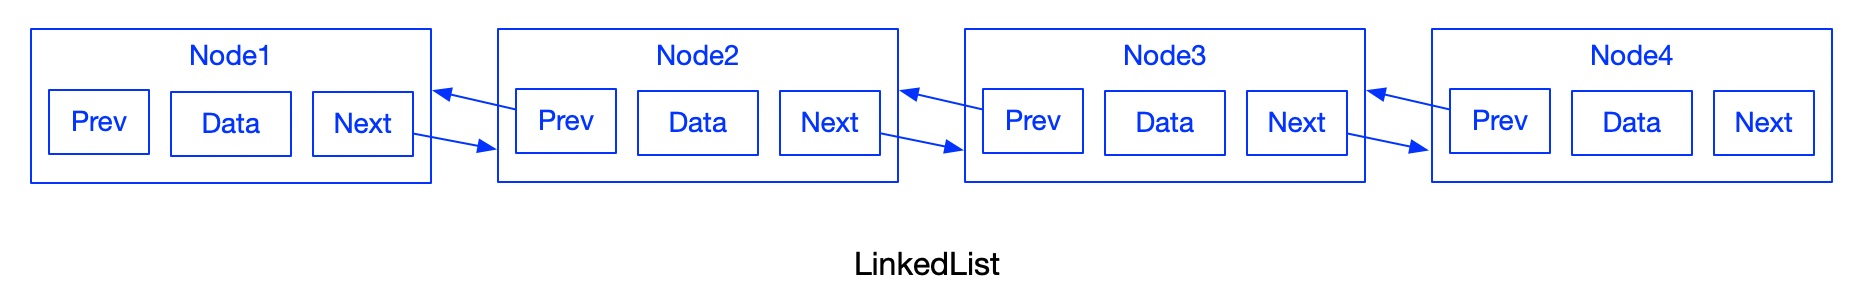 Node1
Prev
Data
Next
Node2
Prev
Data
Next
Node3
Prev
Data
Next
Node4
Prev
Data
Next
LinkedList